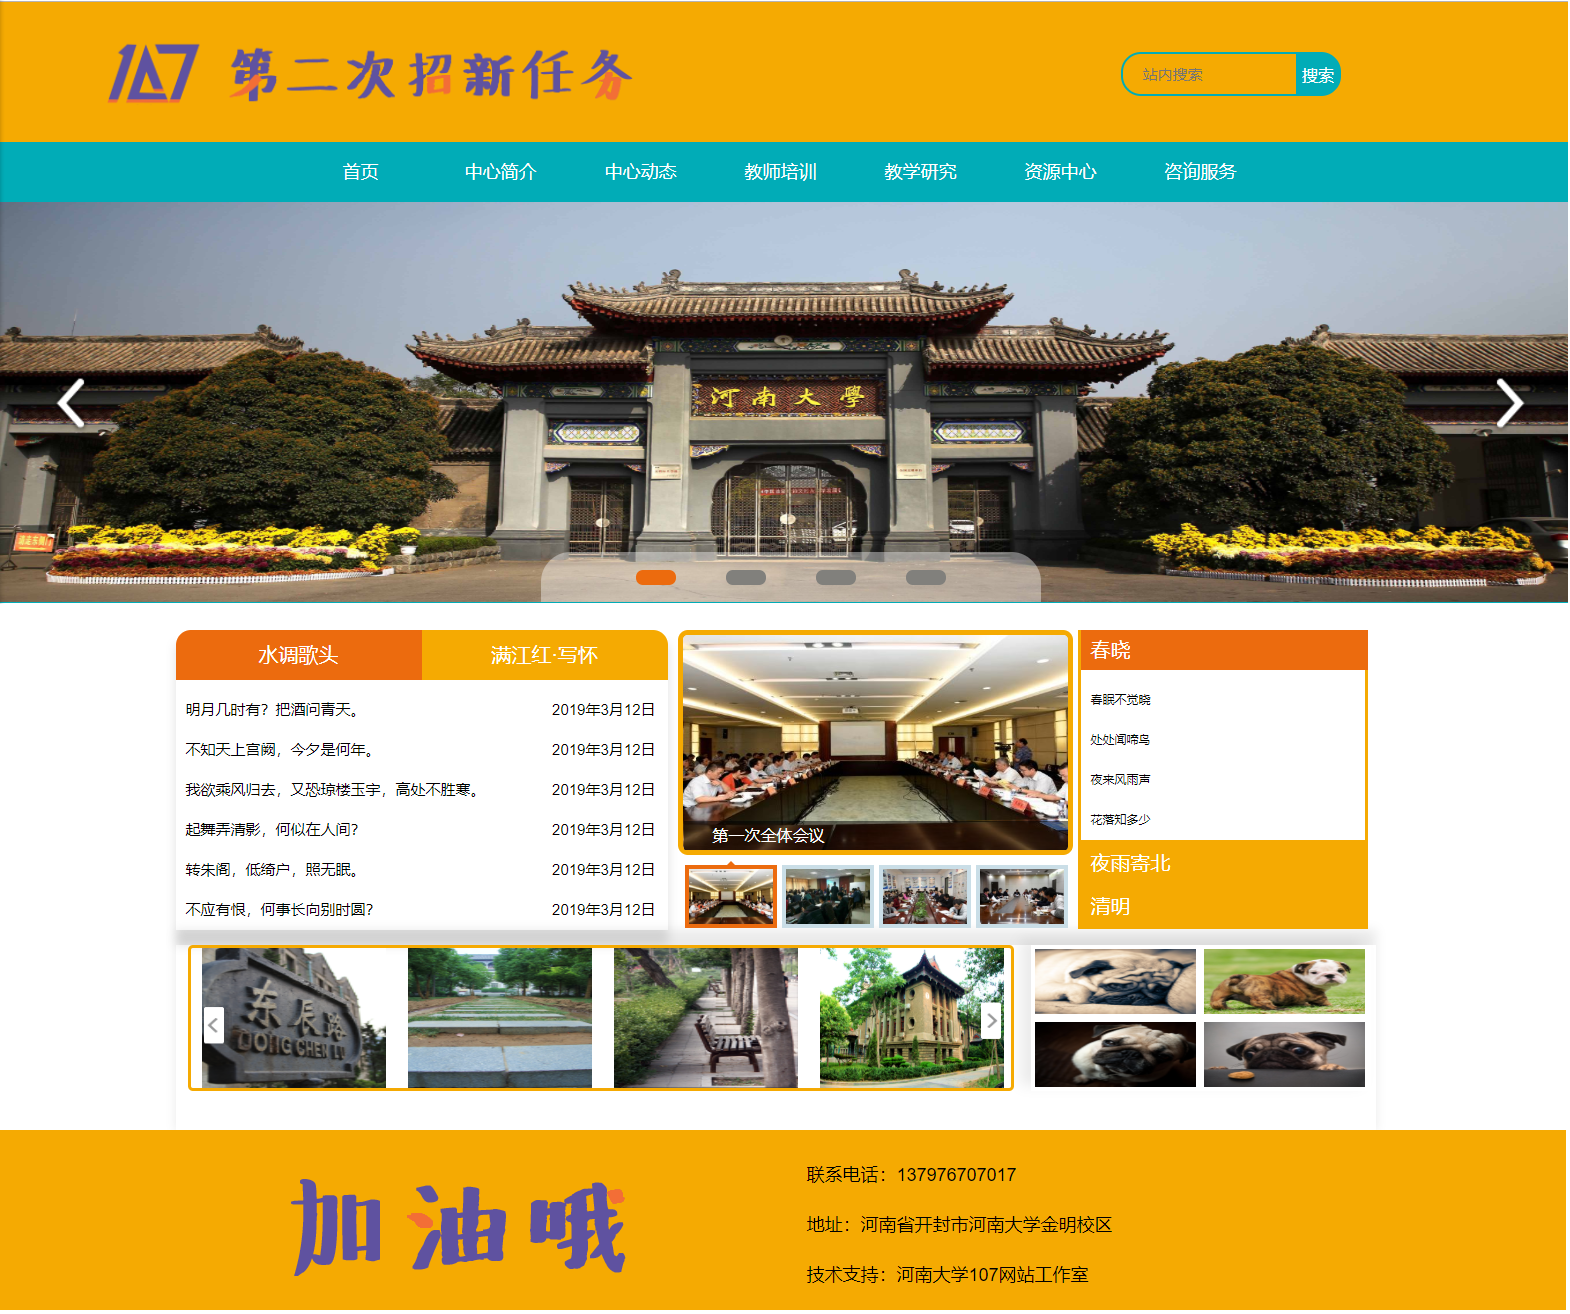 107 第二次招新任务
站内搜索 搜索
首页 中心简介 中心动态 教师培训 教学研究 资源中心 咨询服务
河南大學
水调歌头 满江红·写怀
明月几时有？把酒问青天。 2019年3月12日
不知天上宫阙，今夕是何年。 2019年3月12日
我欲乘风归去，又恐琼楼玉宇，高处不胜寒。 2019年3月12日
起舞弄清影，何似在人间？ 2019年3月12日
转朱阁，低绮户，照无眠。 2019年3月12日
不应有恨，何事长向别时圆？ 2019年3月12日
第一次全体会议
春晓
春眠不觉晓
处处闻啼鸟
夜来风雨声
花落知多少
夜雨寄北
清明
东辰路
DONG CHEN LU
加油哦
联系电话：137976707017
地址：河南省开封市河南大学金明校区
技术支持：河南大学107网站工作室